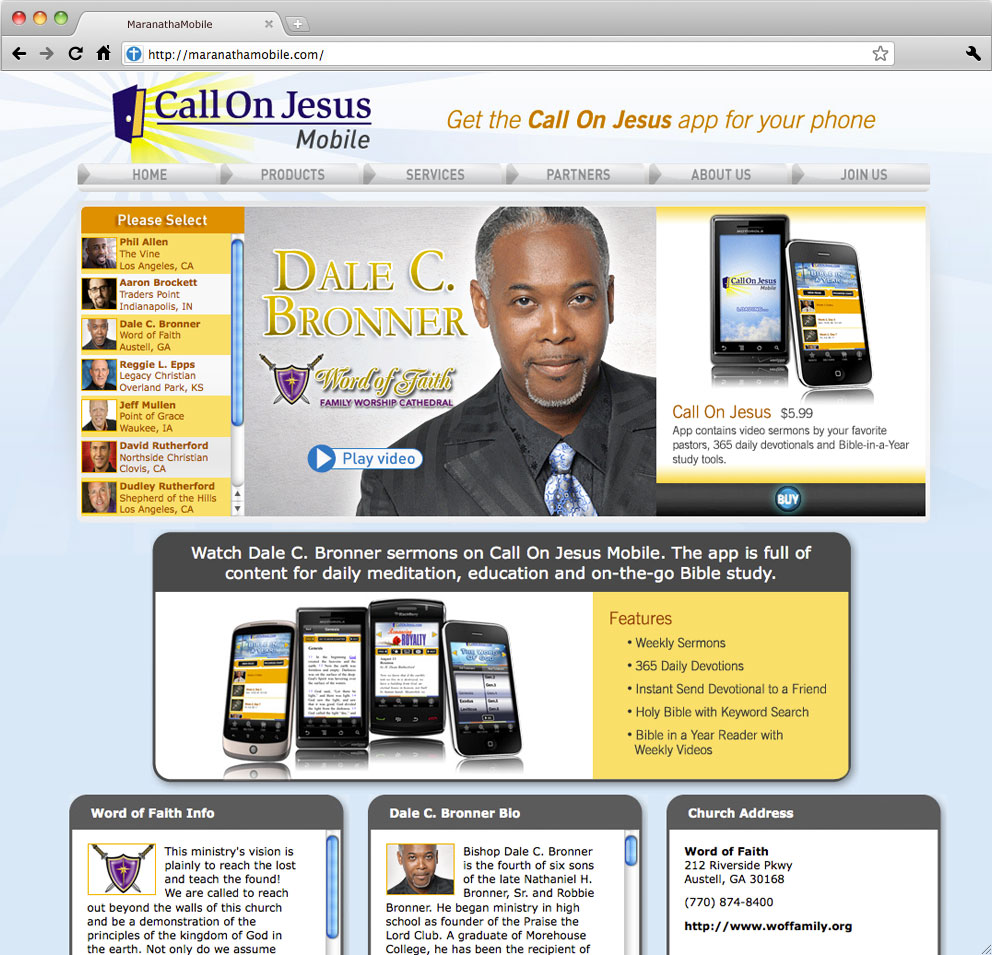 MaranathaMobile
http://maranathamobile.com/
Call On Jesus
Mobile
Get the Call On Jesus app for your phone
HOME
PRODUCTS
SERVICES
PARTNERS
ABOUT US
JOIN US
Please Select
Phil Allen
The Vine
Los Angeles, CA
Aaron Brockett
Traders Point
Indianapolis, IN
Dale C. Bronner
Word of Faith
Austell, GA
Reggie L. Epps
Legacy Christian
Overland Park, KS
Jeff Mullen
Point of Grace
Waukee, IA
David Rutherford
Northside Christian
Clovis, CA
Dudley Rutherford
Shepherd of the Hills
Los Angeles, CA
DALE C.
BRONNER
Word of Faith
FAMILY WORSHIP CATHEDRAL
Play video
MOTOROLA
Call On Jesus
Mobile
LOADING...
Call On Jesus $5.99
App contains video sermons by your favorite
pastors, 365 daily devotionals and Bible-in-a-Year
study tools.
BUY
Watch Dale C. Bronner sermons on Call On Jesus Mobile. The app is full of
content for daily meditation, education and on-the-go Bible study.
MOTOROLA
BlackBerry
Genesis
ROYALTY
Features
• Weekly Sermons
• 365 Daily Devotions
• Instant Send Devotional to a Friend
• Holy Bible with Keyword Search
• Bible in a Year Reader with
Weekly Videos
Word of Faith Info
This ministry's vision is
plainly to reach the lost
and teach the found!
We are called to reach
out beyond the walls of this church
and be a demonstration of the
principles of the kingdom of God in
the earth. Not only do we assume
Dale C. Bronner Bio
Bishop Dale C. Bronner
is the fourth of six sons
of the late Nathaniel H.
Bronner, Sr. and Robbie
Bronner. He began ministry in high
school as founder of the Praise the
Lord Club. A graduate of Morehouse
College, he has been the recipient of
Church Address
Word of Faith
212 Riverside Pkwy
Austell, GA 30168
(770) 874-8400
http://www.woffamily.org